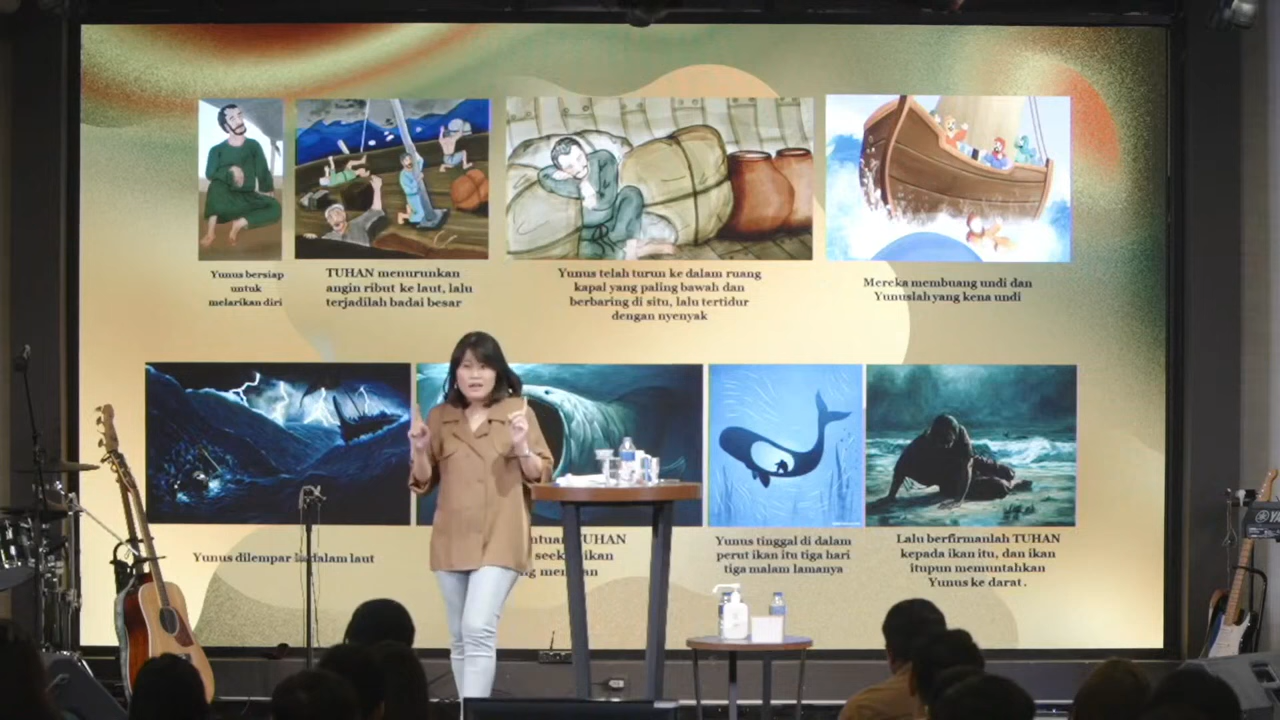 Yunus bersiap
untuk
melarikan diri
TUHAN menurunkan
angin ribut ke laut, lalu
terjadilah badai besar
Yunus telah turun ke dalam ruang
kapal yang paling bawah dan
berbaring di situ, lalu tertidur
dengan nyenyak
Mereka membuang undi dan
Yunuslah yang kena undi
Yunus dilempar dalam laut
TUHAN
ikan
Yunus tinggal di dalam
perut ikan itu tiga hari
tiga malam lamanya
Lalu berfirmanlah TUHAN
kepada ikan itu, dan ikan
itupun memuntahkan
Yunus ke darat.